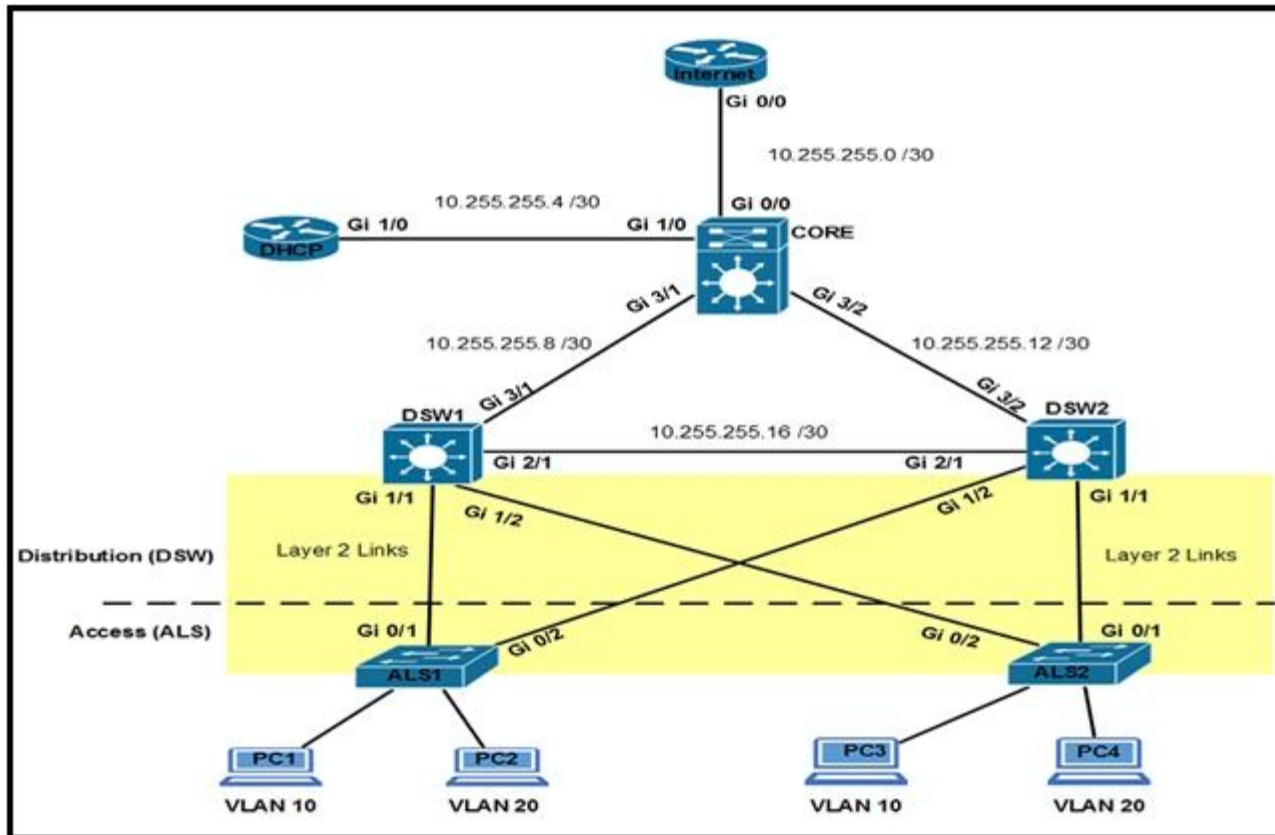 Internet
Gi 0/0
10.255.255.0 /30
10.255.255.4 /30
Gi 0/0
Gi 1/0
Gi 1/0
CORE
DHCP
Gi 3/1
Gi 3/2
10.255.255.8 /30
10.255.255.12 /30
Gi 3/1
Gi 3/2
DSW1
DSW2
10.255.255.16 /30
Gi 2/1
Gi 2/1
Gi 1/1
Gi 1/2
Gi 1/2
Gi 1/1
Layer 2 Links
Layer 2 Links
Distribution (DSW)
Access (ALS)
Gi 0/1
Gi 0/2
Gi 0/2
Gi 0/1
ALS1
ALS2
PC1
PC2
PC3
PC4
VLAN 10
VLAN 20
VLAN 10
VLAN 20